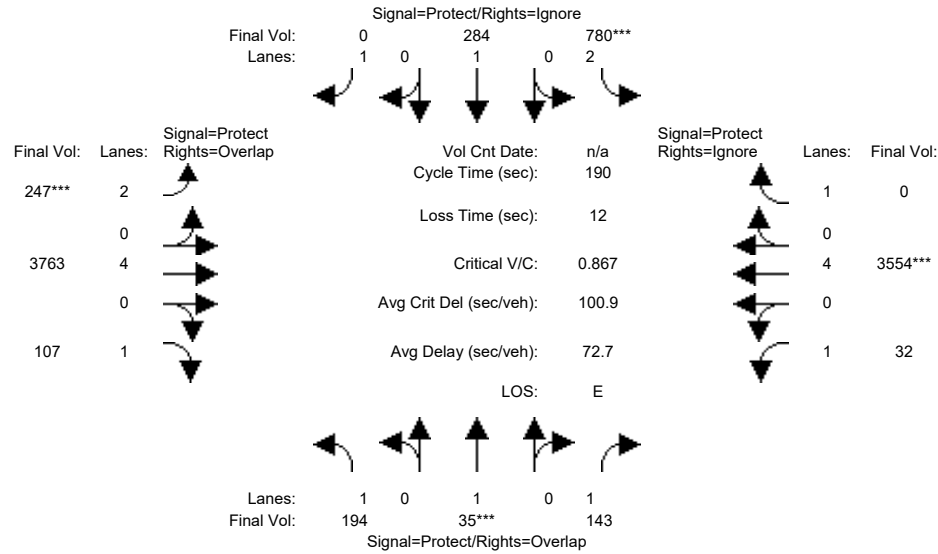 Signal=Protect/Rights=Ignore
Final Vol: 0 284 780***
Lanes: 1 0 1 0 2
Signal=Protect
Final Vol: Lanes: Rights=Overlap
Vol Cnt Date: n/a
Signal=Protect
Rights=Ignore Lanes: Final Vol:
Cycle Time (sec): 190
247*** 2
1 0
Loss Time (sec): 12
0
0
3763 4
Critical V/C: 0.867
4 3554***
0
Avg Crit Del (sec/veh): 100.9
0
107 1
Avg Delay (sec/veh): 72.7
1 32
LOS: E
Lanes: 1 0 1 0 1
Final Vol: 194 35*** 143
Signal=Protect/Rights=Overlap